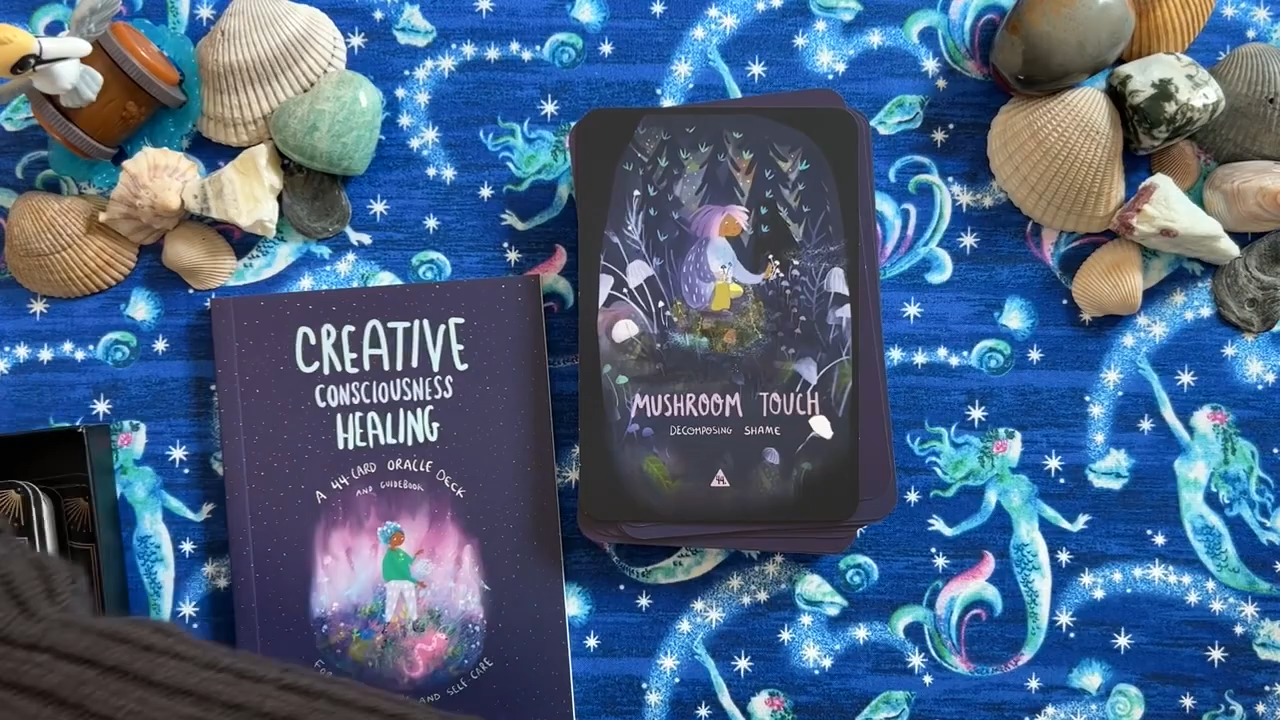 CREATIVE
CONSCIOUSNESS
HEALING
A 44-CARD ORACLE DECK
AND GUIDEBOOK
AND SELF CARE
MUSHROOM TOUCH
DECOMPOSING SHAME
44